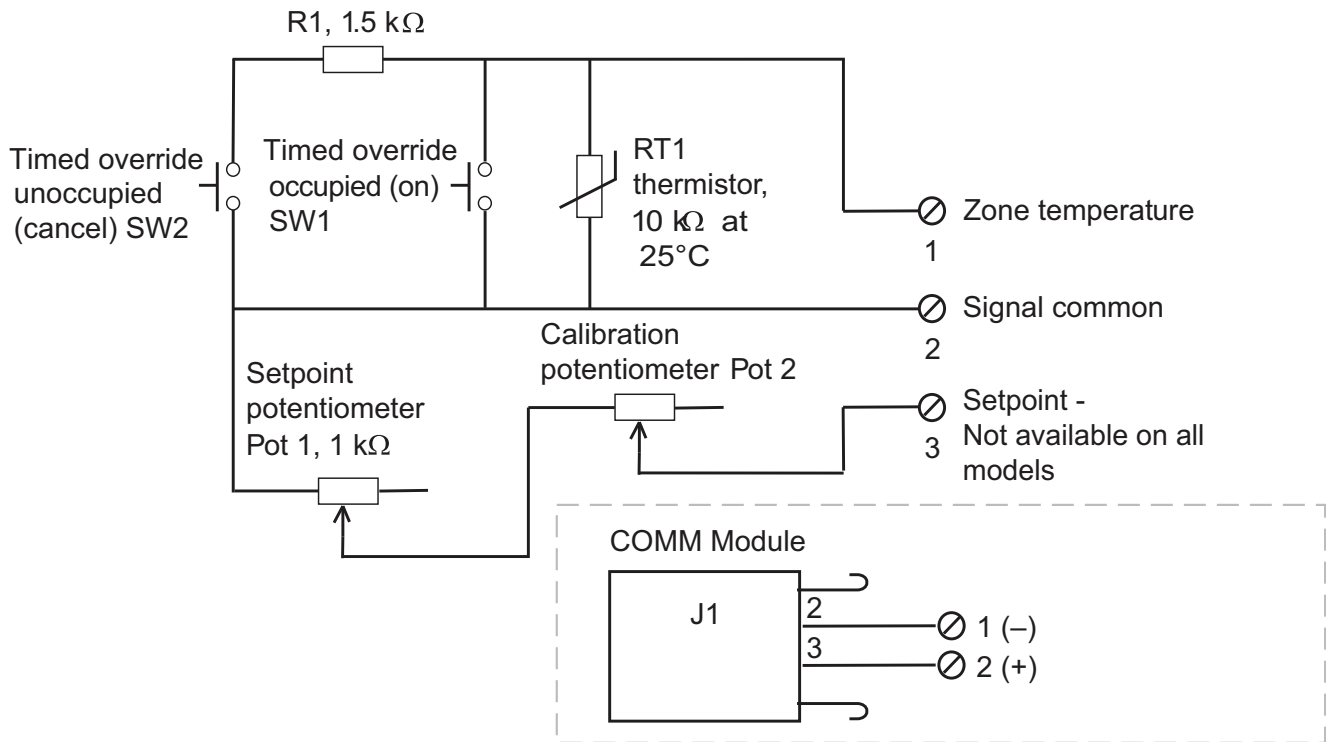 R1, 1.5 kΩ
Timed override
unoccupied
(cancel) SW2
Timed override
occupied (on)
SW1
RT1
thermistor,
10 kΩ at
25°C
Zone temperature
1
Signal common
2
Calibration
potentiometer Pot 2
Setpoint
potentiometer
Pot 1, 1 kΩ
Setpoint -
Not available on all
models
3
COMM Module
J1
2
1 (–)
3
2 (+)